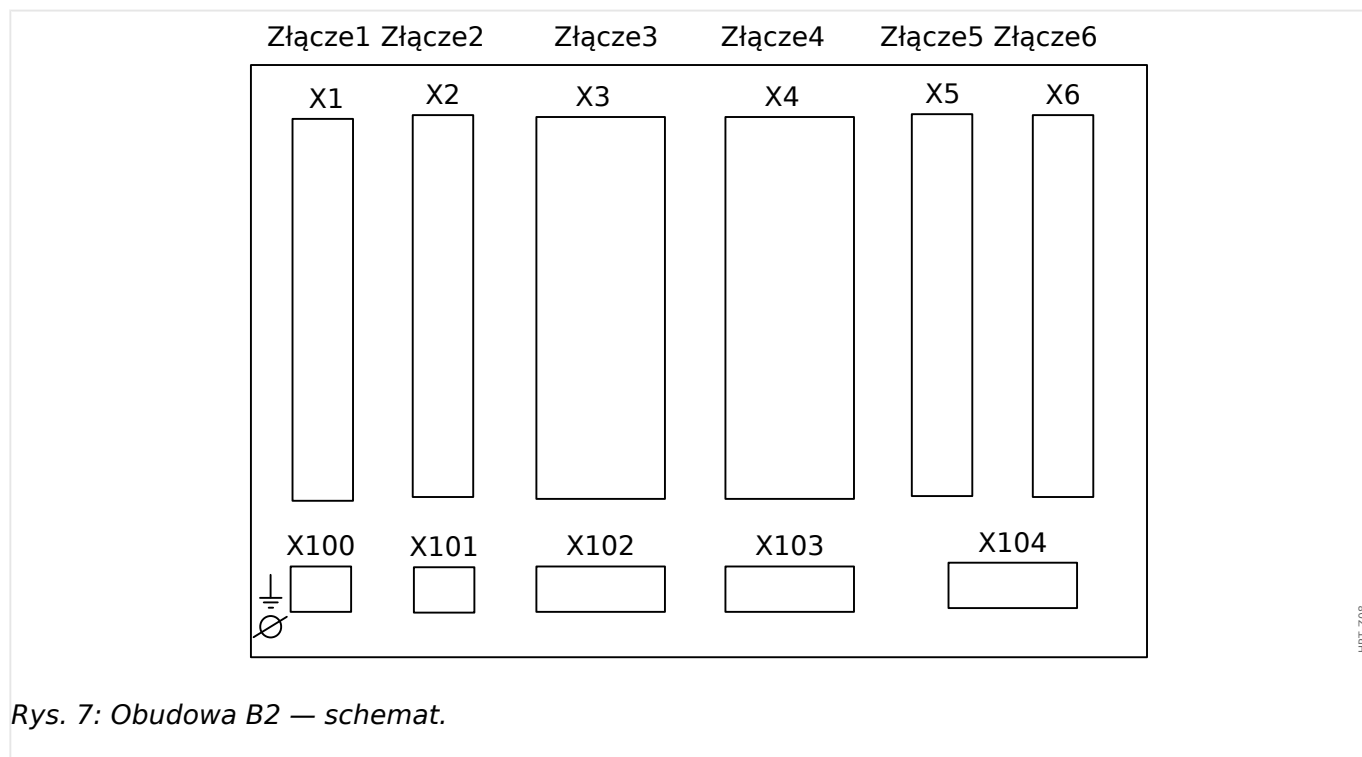 Złącze1 Złącze2 Złącze3 Złącze4 Złącze5 Złącze6
X1 X2 X3 X4 X5 X6
X100 X101 X102 X103 X104
Rys. 7: Obudowa B2 — schemat.